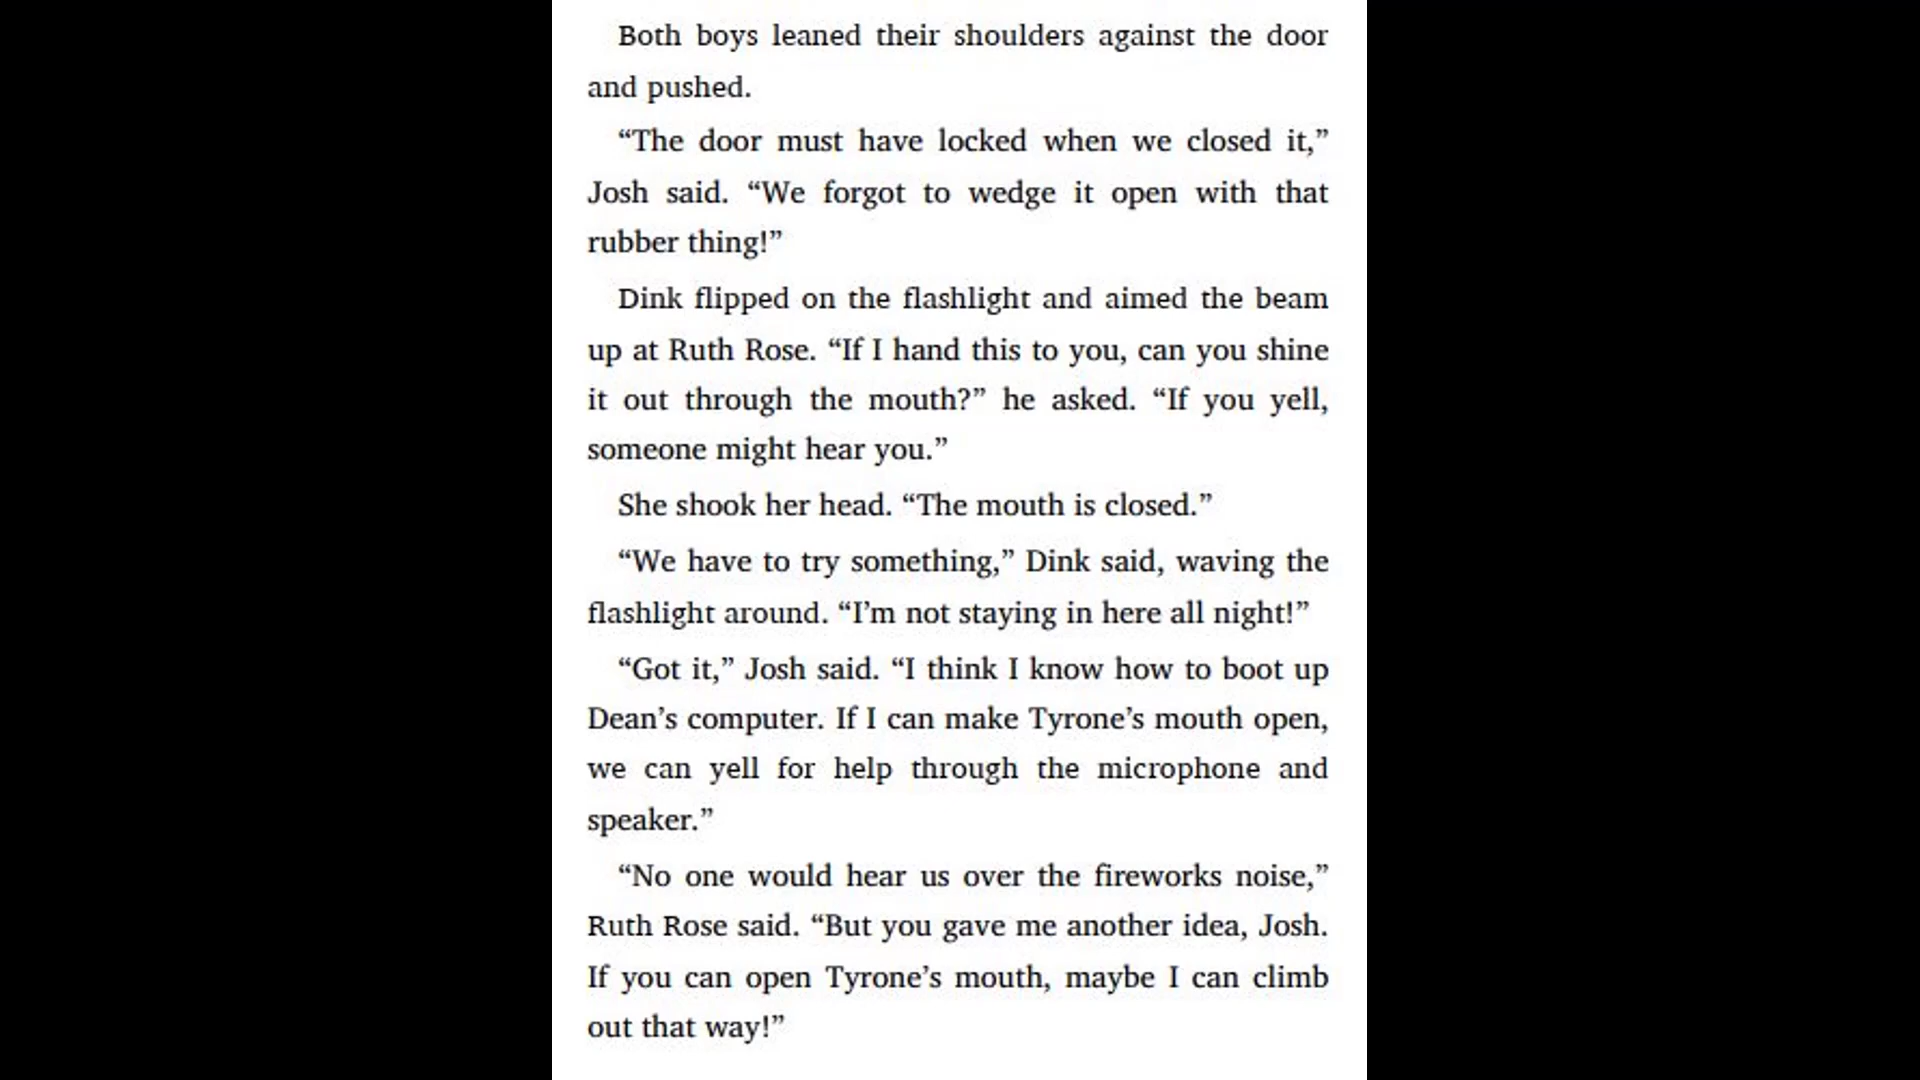 Both boys leaned their shoulders against the door
and pushed.
“The door must have locked when we closed it,”
Josh said. “We forgot to wedge it open with that
rubber thing!”
Dink flipped on the flashlight and aimed the beam
up at Ruth Rose. “If I hand this to you, can you shine
it out through the mouth?” he asked. “If you yell,
someone might hear you.”
She shook her head. “The mouth is closed.”
“We have to try something,” Dink said, waving the
flashlight around. “I’m not staying in here all night!”
“Got it,” Josh said. “I think I know how to boot up
Dean’s computer. If I can make Tyrone’s mouth open,
we can yell for help through the microphone and
speaker.”
“No one would hear us over the fireworks noise,”
Ruth Rose said. “But you gave me another idea, Josh.
If you can open Tyrone’s mouth, maybe I can climb
out that way!”